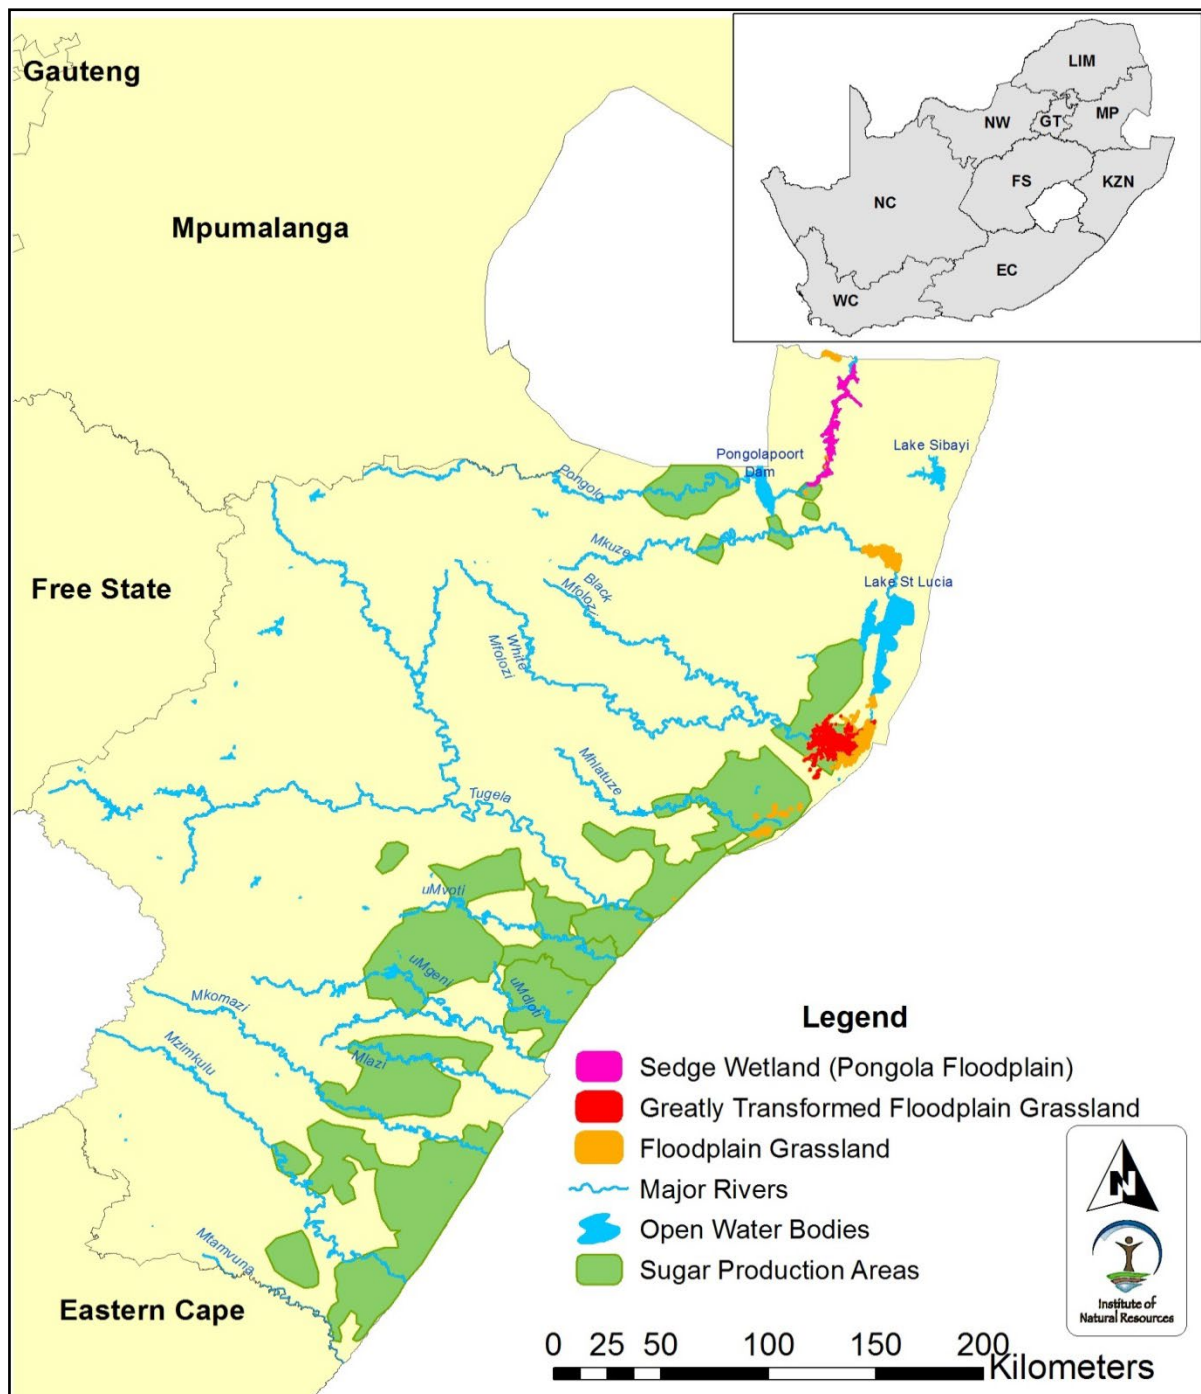 Gauteng
Mpumalanga
Free State
Eastern Cape
LIM
NW
GT
MP
FS
KZN
NC
EC
WC
Pongolapoort
Dam
Lake Sibayi
Pongolo
Mkuze
Black
Mfolozi
White
Mfolozi
Lake St Lucia
Mhlatuze
Tugela
uMvoti
uMgeni
uMdloti
Mkomazi
Mzimkulu
Mlazi
Mtamvuna
Legend
Sedge Wetland (Pongola Floodplain)
Greatly Transformed Floodplain Grassland
Floodplain Grassland
Major Rivers
Open Water Bodies
Sugar Production Areas
N
Institute of
Natural Resources
0 25 50 100 150 200
Kilometers